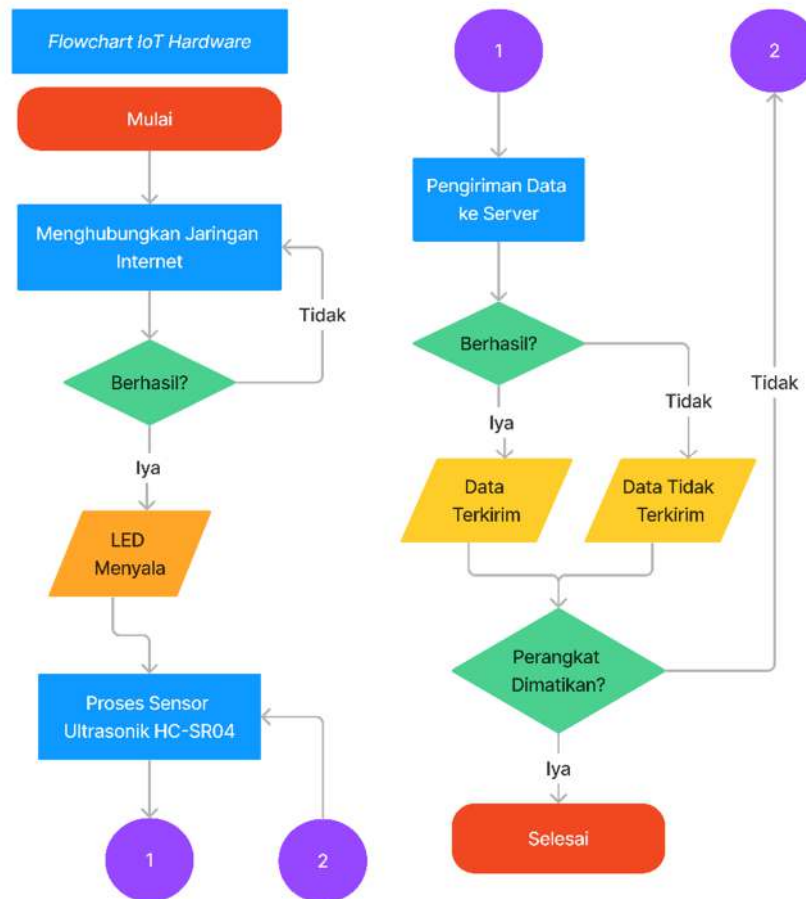 Flowchart IoT Hardware
Mulai
Menghubungkan Jaringan
Internet
Tidak
Berhasil?
Iya
LED
Menyala
Proses Sensor
Ultrasonik HC-SR04
1
2
1
2
Pengiriman Data
ke Server
Berhasil?
Tidak
Iya
Tidak
Data
Terkirim
Data Tidak
Terkirim
Perangkat
Dimatikan?
Iya
Selesai